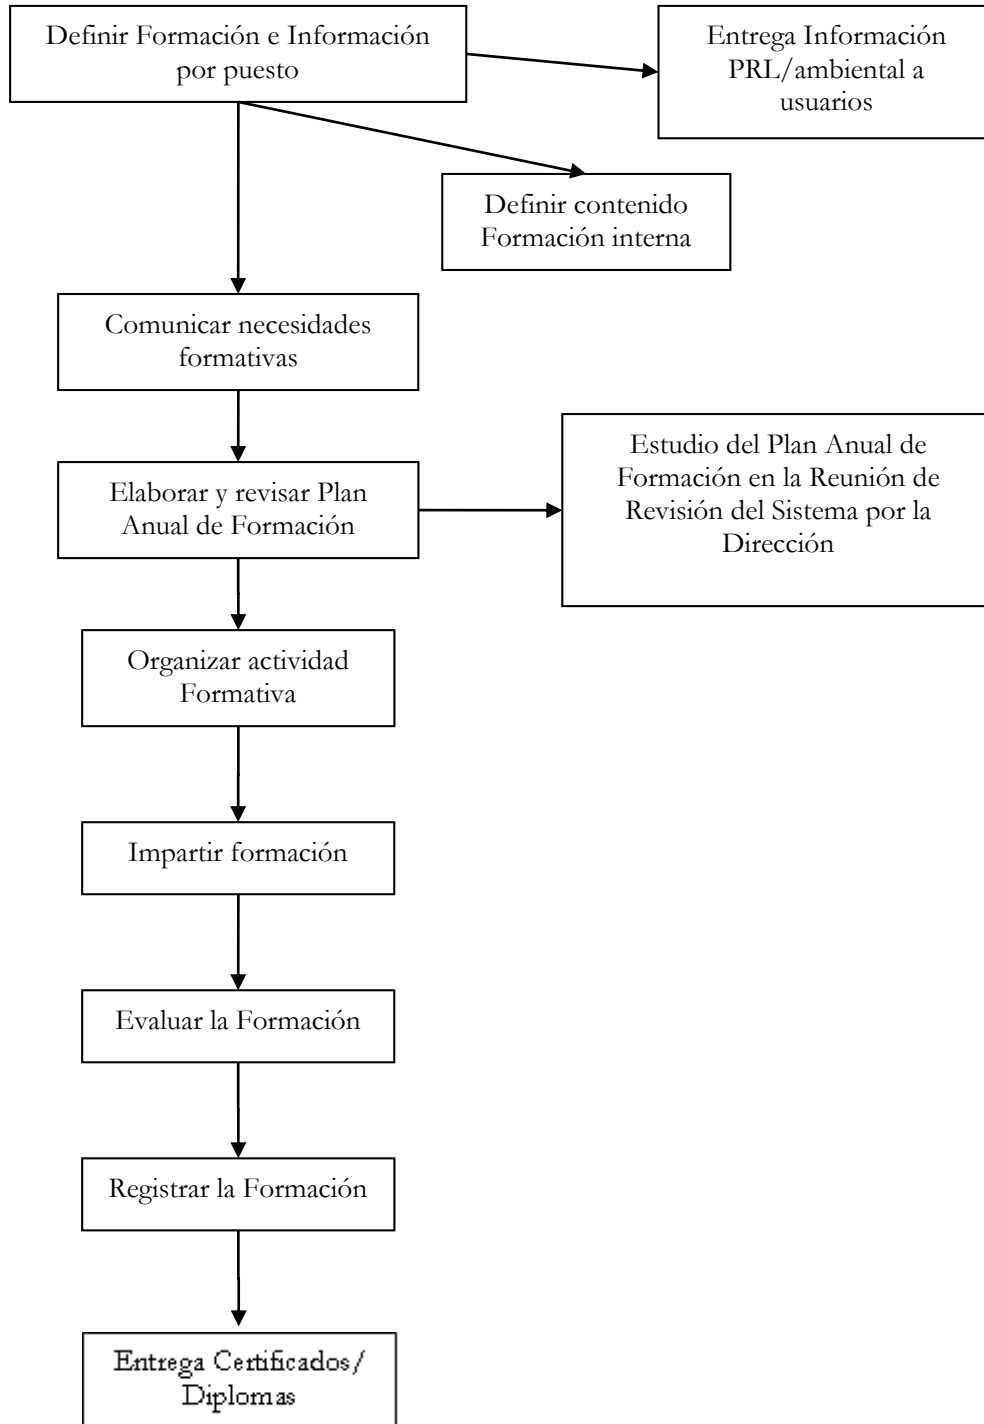 Definir Formación e Información
por puesto
Entrega Información
PRL/ambiental a
usuarios
Definir contenido
Formación interna
Comunicar necesidades
formativas
Elaborar y revisar Plan
Anual de Formación
Estudio del Plan Anual de
Formación en la Reunión de
Revisión del Sistema por la
Dirección
Organizar actividad
Formativa
Impartir formación
Evaluar la Formación
Registrar la Formación
Entrega Certificados/
Diplomas